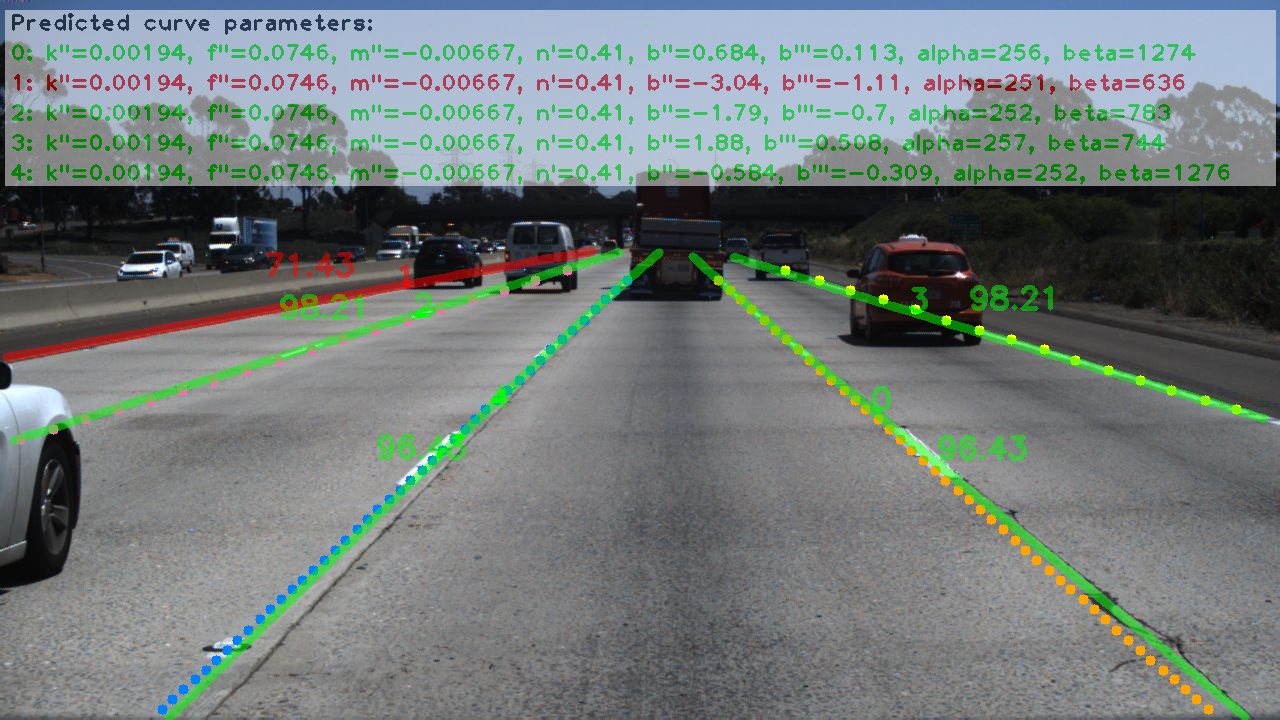 Predicted curve parameters:
0: k''=0.00194, f''=0.0746, m''=-0.00667, n'=0.41, b''=0.684, b'''=0.113, alpha=256, beta=1274
1: k''=0.00194, f''=0.0746, m''=-0.00667, n'=0.41, b''=-3.04, b'''=-1.11, alpha=251, beta=636
2: k''=0.00194, f''=0.0746, m''=-0.00667, n'=0.41, b''=-1.79, b'''=-0.7, alpha=252, beta=783
3: k''=0.00194, f''=0.0746, m''=-0.00667, n'=0.41, b''=1.88, b'''=0.508, alpha=257, beta=744
4: k''=0.00194, f''=0.0746, m''=-0.00667, n'=0.41, b''=-0.584, b'''=-0.309, alpha=252, beta=1276
71.43 1
98.21 2
3 98.21
0
96.43